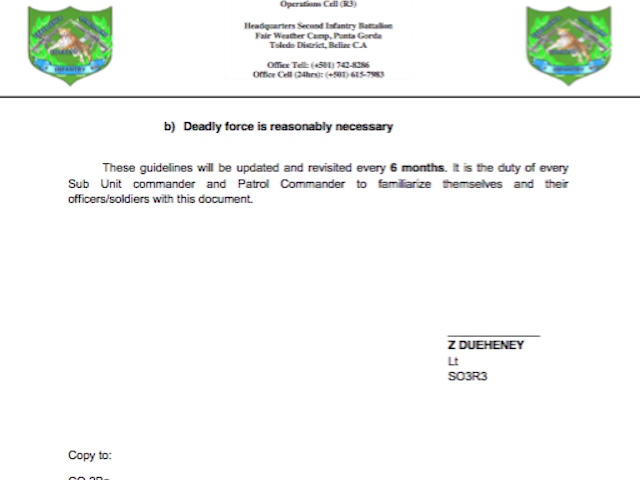 Operations Cell (R3)
Headquarters Second Infantry Battalion
Fair Weather Camp, Punta Gorda
Toledo District, Belize C.A
Office Tell: (+501) 742-8286
Office Cell (24hrs): (+501) 615-7983
INFANTRY
INFANTRY
b) Deadly force is reasonably necessary
These guidelines will be updated and revisited every 6 months. It is the duty of every
Sub Unit commander and Patrol Commander to familiarize themselves and their
officers/soldiers with this document.
Z DUEHENEY
Lt
SO3R3
Copy to: